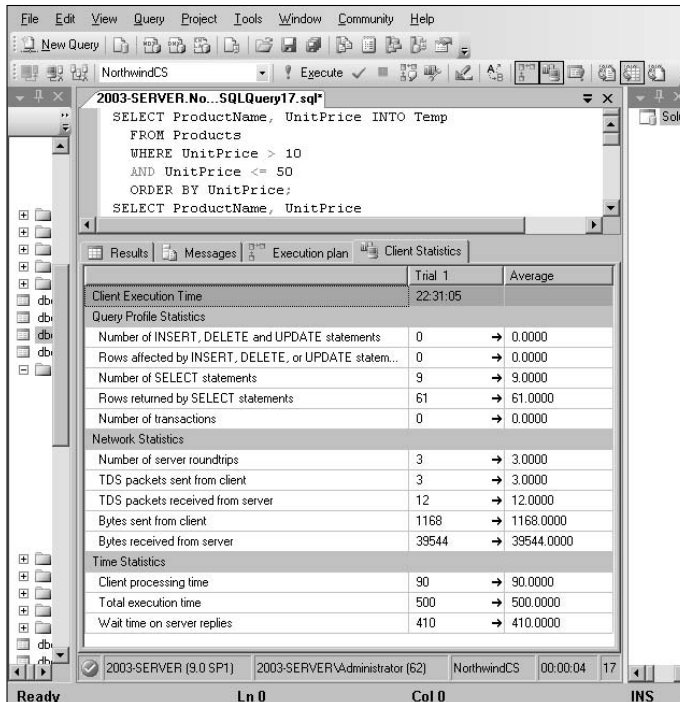 File Edit View Query Project Tools Window Community Help
New Query
NorthwindCS Execute
2003-SERVER.No...SQLQuery17.sql*
SELECT ProductName, UnitPrice INTO Temp
FROM Products
WHERE UnitPrice > 10
AND UnitPrice <= 50
ORDER BY UnitPrice;
SELECT ProductName, UnitPrice
Results Messages Execution plan Client Statistics
Trial 1 Average
Client Execution Time 22:31:05
Query Profile Statistics
Number of INSERT, DELETE and UPDATE statements 0 → 0.0000
Rows affected by INSERT, DELETE, or UPDATE statem... 0 → 0.0000
Number of SELECT statements 9 → 9.0000
Rows returned by SELECT statements 61 → 61.0000
Number of transactions 0 → 0.0000
Network Statistics
Number of server roundtrips 3 → 3.0000
TDS packets sent from client 3 → 3.0000
TDS packets received from server 12 → 12.0000
Bytes sent from client 1168 → 1168.0000
Bytes received from server 39544 → 39544.0000
Time Statistics
Client processing time 90 → 90.0000
Total execution time 500 → 500.0000
Wait time on server replies 410 → 410.0000
2003-SERVER (9.0 SP1) 2003-SERVER\Administrator (62) NorthwindCS 00:00:04 17
Ready Ln 0 Col 0 INS